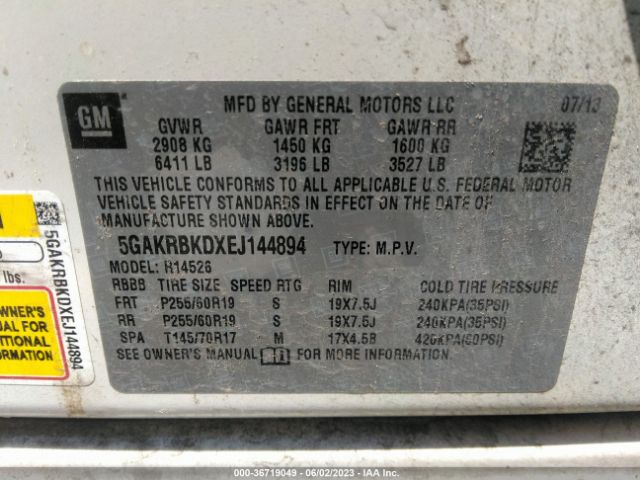 GM
MFD BY GENERAL MOTORS LLC 07/13
GVWR GAWR FRT GAWR RR
2908 KG 1450 KG 1600 KG
6411 LB 3196 LB 3527 LB
THIS VEHICLE CONFORMS TO ALL APPLICABLE U.S. FEDERAL MOTOR
VEHICLE SAFETY STANDARDS IN EFFECT ON THE DATE OF
MANUFACTURE SHOWN ABOVE.
5GAKRBKDXEJ144894 TYPE: M.P.V.
MODEL: R14526
RBBB TIRE SIZE SPEED RTG RIM COLD TIRE PRESSURE
FRT P255/60R19 S 19X7.5J 240KPA(35PSI)
RR P255/60R19 S 19X7.5J 240KPA(35PSI)
SPA T145/70R17 M 17X4.5B 420KPA(60PSI)
SEE OWNER'S MANUAL FOR MORE INFORMATION.
lbs.
OWNER'S
UAL FOR
DITIONAL
RMATION
5GAKRBKDXEJ144894
000-36719049 - 06/02/2023 - IAA Inc.